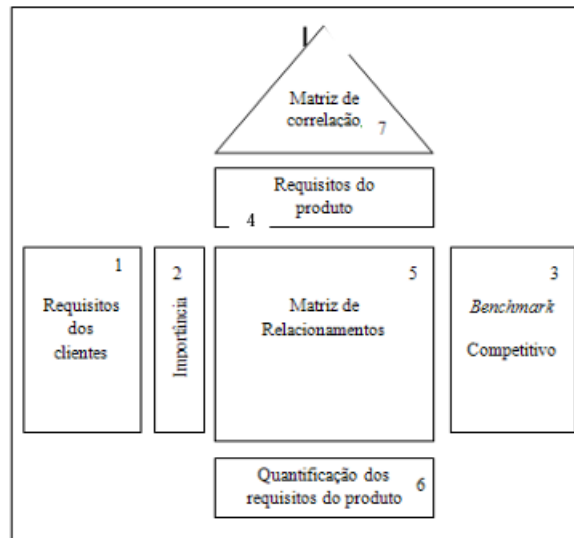 Matriz de
correlação. 7
Requisitos do
produto
4
1
Requisitos
dos
clientes
2
Importância
5
Matriz de
Relacionamentos
3
Benchmark
Competitivo
Quantificação dos
requisitos do produto 6